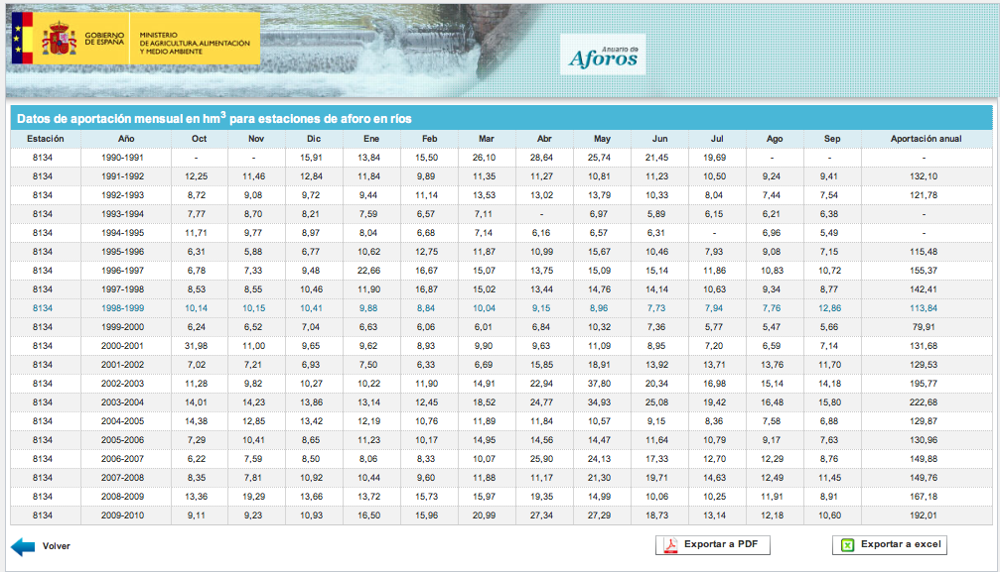 GOBIERNO
DE ESPAÑA
MINISTERIO
DE AGRICULTURA, ALIMENTACIÓN
Y MEDIO AMBIENTE
Anuario de
Aforos
Datos de aportación mensual en hm3 para estaciones de aforo en ríos
Estación Año Oct Nov Dic Ene Feb Mar Abr May Jun Jul Ago Sep Aportación anual
8134 1990-1991 - - 15,91 13,84 15,50 26,10 28,64 25,74 21,45 19,69 - - -
8134 1991-1992 12,25 11,46 12,84 11,84 9,89 11,35 11,27 10,81 11,23 10,50 9,24 9,41 132,10
8134 1992-1993 8,72 9,08 9,72 9,44 11,14 13,53 13,02 13,79 10,33 8,04 7,44 7,54 121,78
8134 1993-1994 7,77 8,70 8,21 7,59 6,57 7,11 - 6,97 5,89 6,15 6,21 6,38 -
8134 1994-1995 11,71 9,77 8,97 8,04 6,68 7,14 6,16 6,57 6,31 - 6,96 5,49 -
8134 1995-1996 6,31 5,88 6,77 10,62 12,75 11,87 10,99 15,67 10,46 7,93 9,08 7,15 115,48
8134 1996-1997 6,78 7,33 9,48 22,66 16,67 15,07 13,75 15,09 15,14 11,86 10,83 10,72 155,37
8134 1997-1998 8,53 8,55 10,46 11,90 16,87 15,02 13,44 14,76 14,14 10,63 9,34 8,77 142,41
8134 1998-1999 10,14 10,15 10,41 9,88 8,84 10,04 9,15 8,96 7,73 7,94 7,76 12,86 113,84
8134 1999-2000 6,24 6,52 7,04 6,63 6,06 6,01 6,84 10,32 7,36 5,77 5,47 5,66 79,91
8134 2000-2001 31,98 11,00 9,65 9,62 8,93 9,90 9,63 11,09 8,95 7,20 6,59 7,14 131,68
8134 2001-2002 7,02 7,21 6,93 7,50 6,33 6,69 15,85 18,91 13,92 13,71 13,76 11,70 129,53
8134 2002-2003 11,28 9,82 10,27 10,22 11,90 14,91 22,94 37,80 20,34 16,98 15,14 14,18 195,77
8134 2003-2004 14,01 14,23 13,86 13,14 12,45 18,52 24,77 34,93 25,08 19,42 16,48 15,80 222,68
8134 2004-2005 14,38 12,85 13,42 12,19 10,76 11,89 11,84 10,57 9,15 8,36 7,58 6,88 129,87
8134 2005-2006 7,29 10,41 8,65 11,23 10,17 14,95 14,56 14,47 11,64 10,79 9,17 7,63 130,96
8134 2006-2007 6,22 7,59 8,50 8,06 8,33 10,07 25,90 24,13 17,33 12,70 12,29 8,76 149,88
8134 2007-2008 8,35 7,81 10,92 10,44 9,60 11,88 11,17 21,30 19,71 14,63 12,49 11,45 149,76
8134 2008-2009 13,36 19,29 13,66 13,72 15,73 15,97 19,35 14,99 10,06 10,25 11,91 8,91 167,18
8134 2009-2010 9,11 9,23 10,93 16,50 15,96 20,99 27,34 27,29 18,73 13,14 12,18 10,60 192,01
Volver Exportar a PDF Exportar a excel